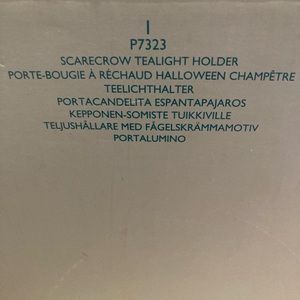 1
P7323
SCARECROW TEALIGHT HOLDER
PORTE-BOUGIE À RÉCHAUD HALLOWEEN CHAMPÊTRE
TEELICHTHALTER
PORTACANDELITA ESPANTAPAJAROS
KEPPONEN-SOMISTE TUIKKIVILLE
TELJUSHÅLLARE MED FÅGELSKRÄMMAMOTIV
PORTALUMINO